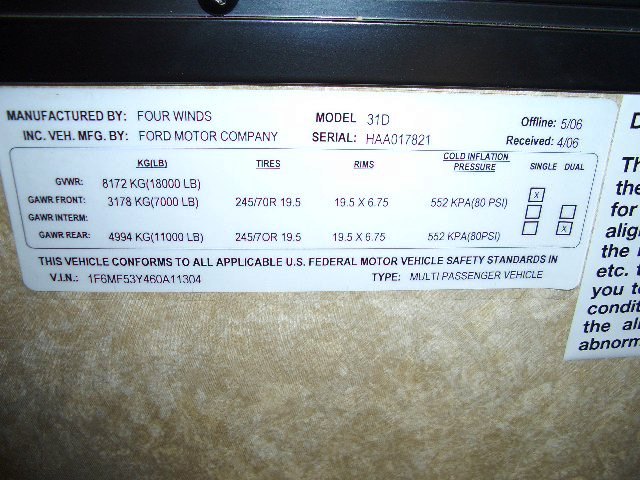 MANUFACTURED BY: FOUR WINDS MODEL 31D Offline: 5/06
INC. VEH. MFG. BY: FORD MOTOR COMPANY SERIAL: HAA017821 Received: 4/06
KG(LB) TIRES RIMS COLD INFLATION PRESSURE SINGLE DUAL
GVWR: 8172 KG(18000 LB)
GAWR FRONT: 3178 KG(7000 LB) 245/70R 19.5 19.5 X 6.75 552 KPA(80 PSI) X
GAWR INTERM:
GAWR REAR: 4994 KG(11000 LB) 245/70R 19.5 19.5 X 6.75 552 KPA(80PSI) X
THIS VEHICLE CONFORMS TO ALL APPLICABLE U.S. FEDERAL MOTOR VEHICLE SAFETY STANDARDS IN
V.I.N.: 1F6MF53Y460A11304 TYPE: MULTI PASSENGER VEHICLE
D
Th
the
for
alig
the
etc.
you to
condit
the ali
abnorm